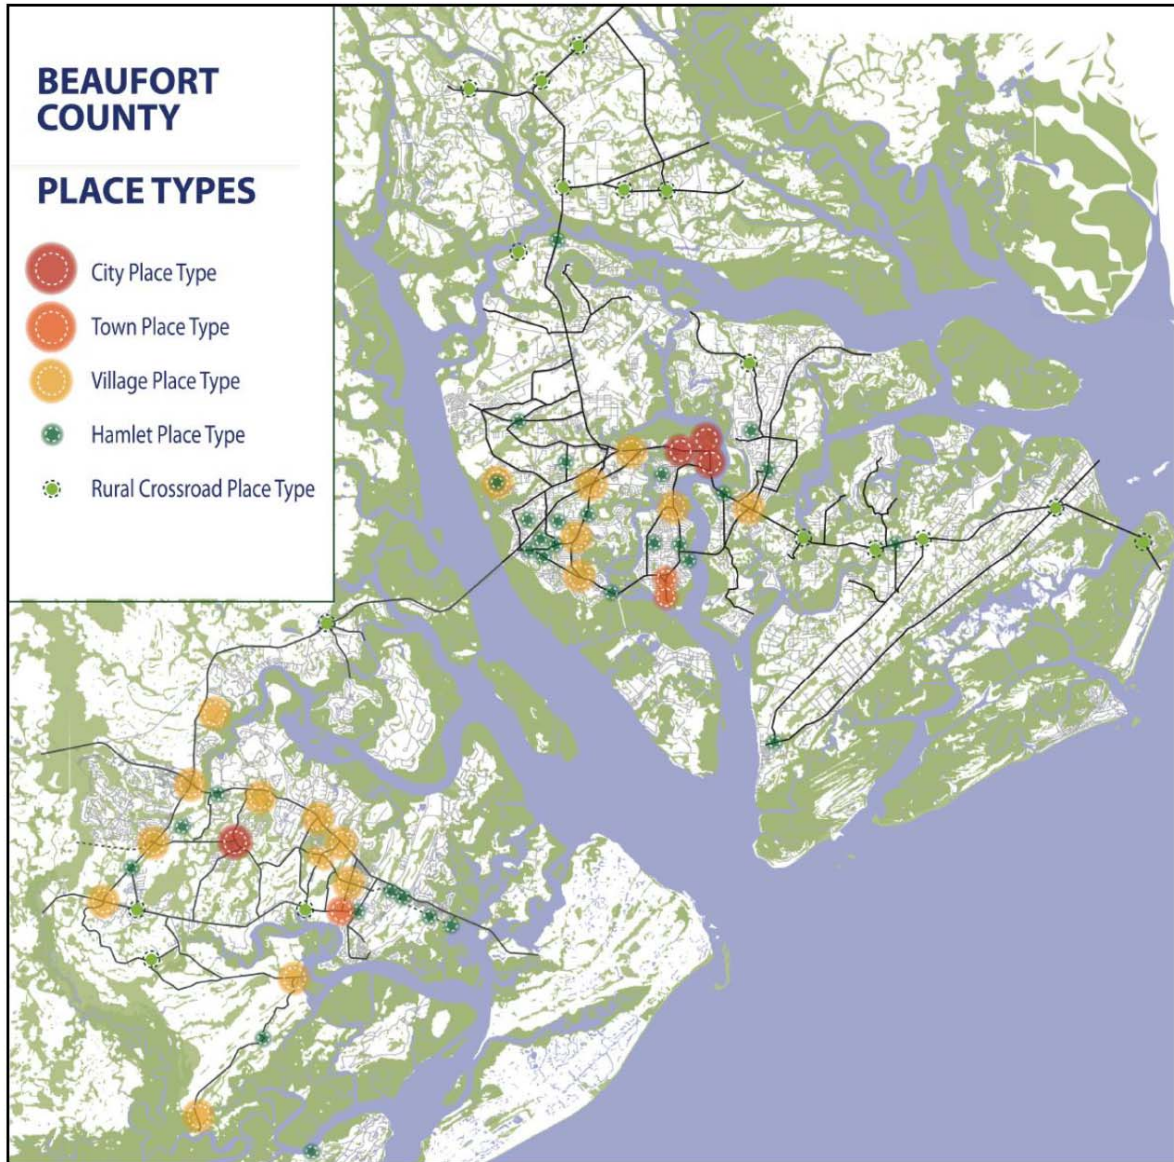 BEAUFORT
COUNTY
PLACE TYPES
City Place Type
Town Place Type
Village Place Type
Hamlet Place Type
Rural Crossroad Place Type